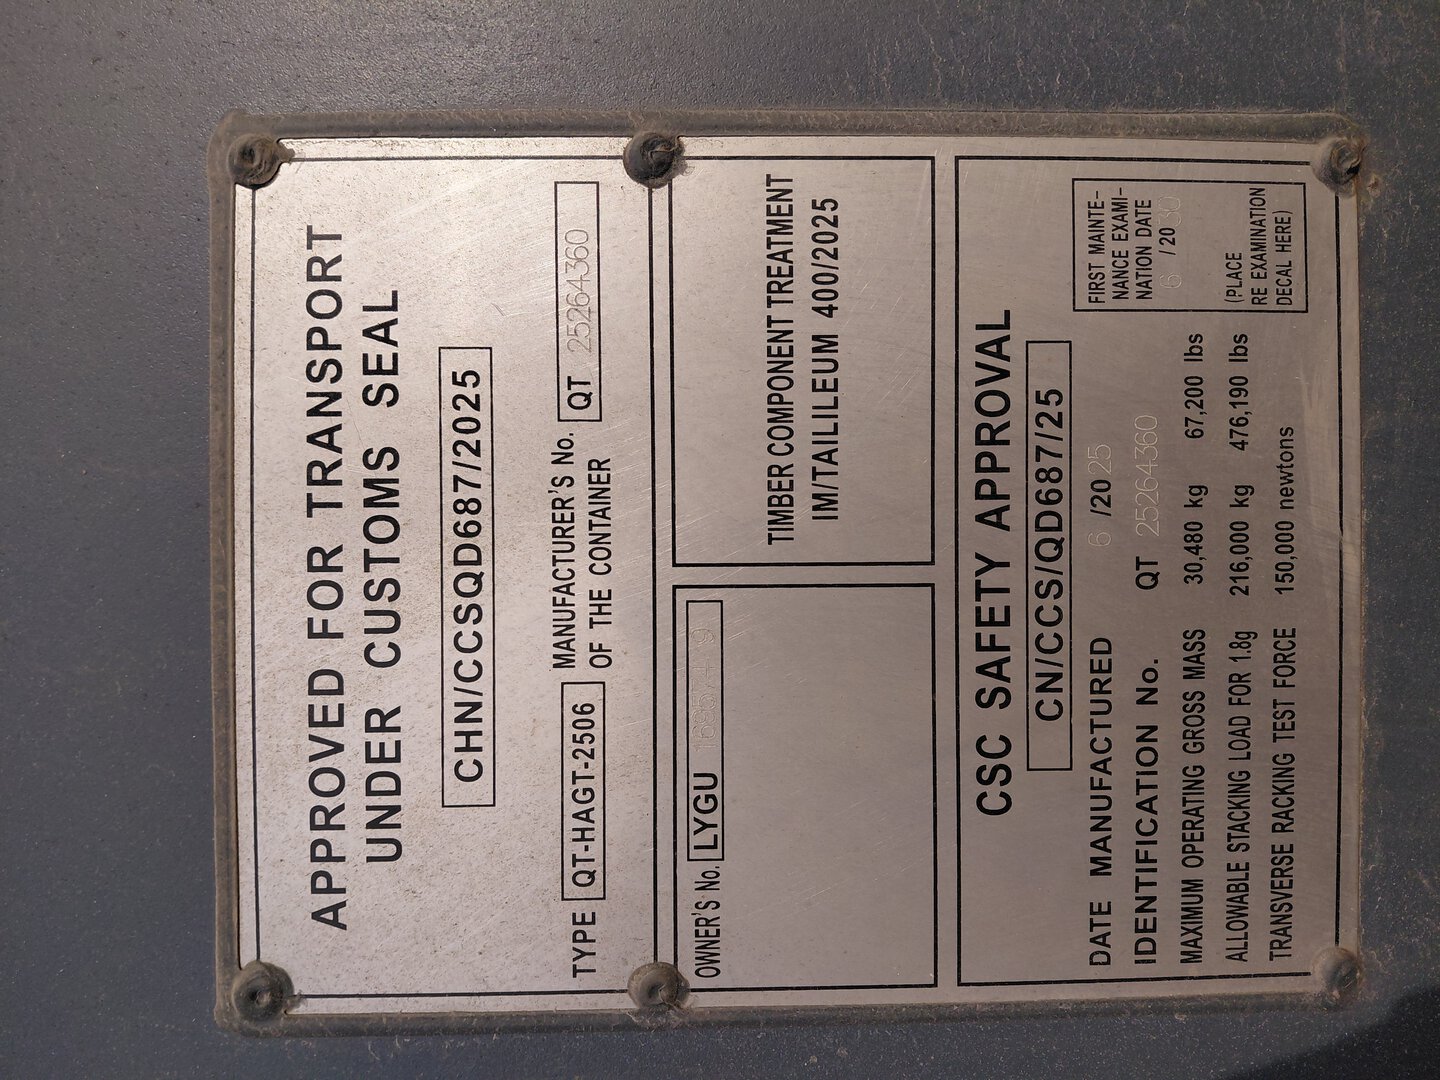 APPROVED FOR TRANSPORT
UNDER CUSTOMS SEAL
CHN/CCSQD687/2025
TYPE QT-HAGT-2506
MANUFACTURER'S No.
OF THE CONTAINER
QT 25264360
OWNER'S No. LYGU
TIMBER COMPONENT TREATMENT
IM/TAILILEUM 400/2025
CSC SAFETY APPROVAL
CN/CCS/QD687/25
DATE MANUFACTURED 6 /2025
IDENTIFICATION No. QT 25264360
MAXIMUM OPERATING GROSS MASS 30,480 kg 67,200 lbs
ALLOWABLE STACKING LOAD FOR 1.8g 216,000 kg 476,190 lbs
TRANSVERSE RACKING TEST FORCE 150,000 newtons
FIRST MAINTE-
NANCE EXAMI-
NATION DATE
6 /2030
(PLACE
RE EXAMINATION
DECAL HERE)